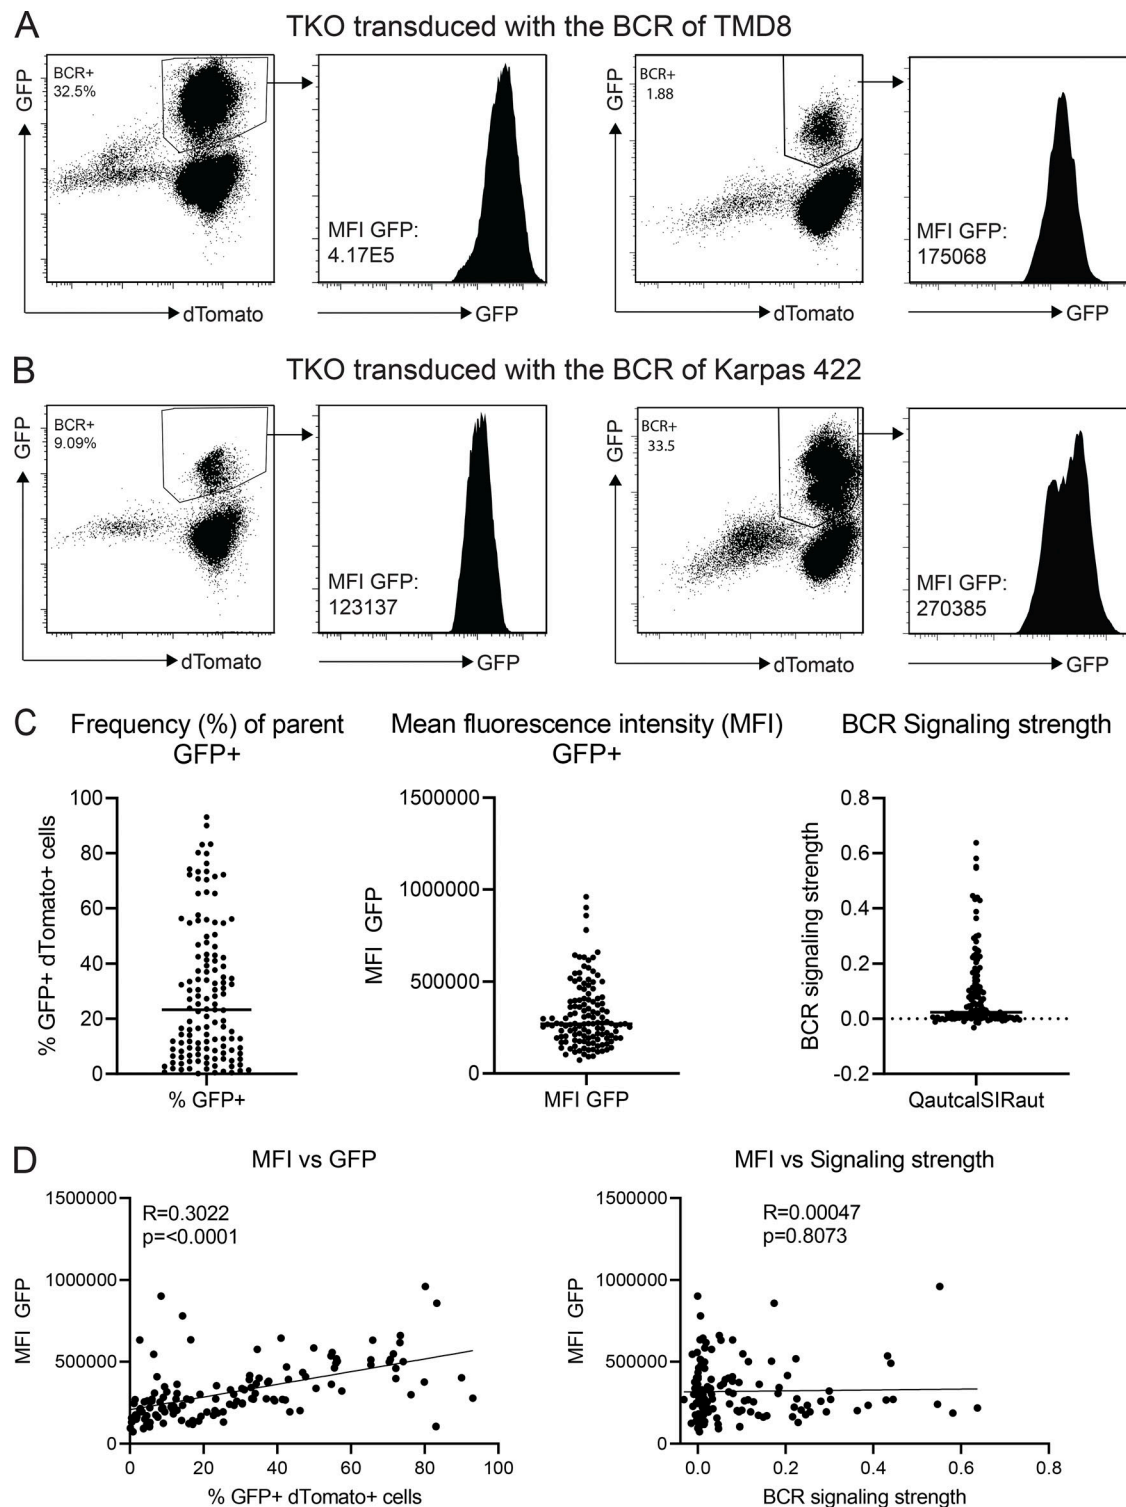 A
TKO transduced with the BCR of TMD8
GFP
BCR+
32.5%
dTomato
MFI GFP:
4.17E5
GFP
GFP
BCR+
1.88
dTomato
MFI GFP:
175068
GFP
B
TKO transduced with the BCR of Karpas 422
GFP
BCR+
9.09%
dTomato
MFI GFP:
123137
GFP
GFP
BCR+
33.5
dTomato
MFI GFP:
270385
GFP
C
Frequency (%) of parent
GFP+
% GFP+ dTomato+ cells
100
80
60
40
20
0
% GFP+
Mean fluorescence intensity (MFI)
GFP+
MFI GFP
1500000
1000000
500000
0
MFI GFP
BCR Signaling strength
BCR signaling strength
0.8
0.6
0.4
0.2
0.0
-0.2
QautcalSIRaut
D
MFI vs GFP
R=0.3022
p=<0.0001
MFI GFP
1500000
1000000
500000
0
0 20 40 60 80 100
% GFP+ dTomato+ cells
MFI vs Signaling strength
R=0.00047
p=0.8073
MFI GFP
1500000
1000000
500000
0
0.0 0.2 0.4 0.6 0.8
BCR signaling strength